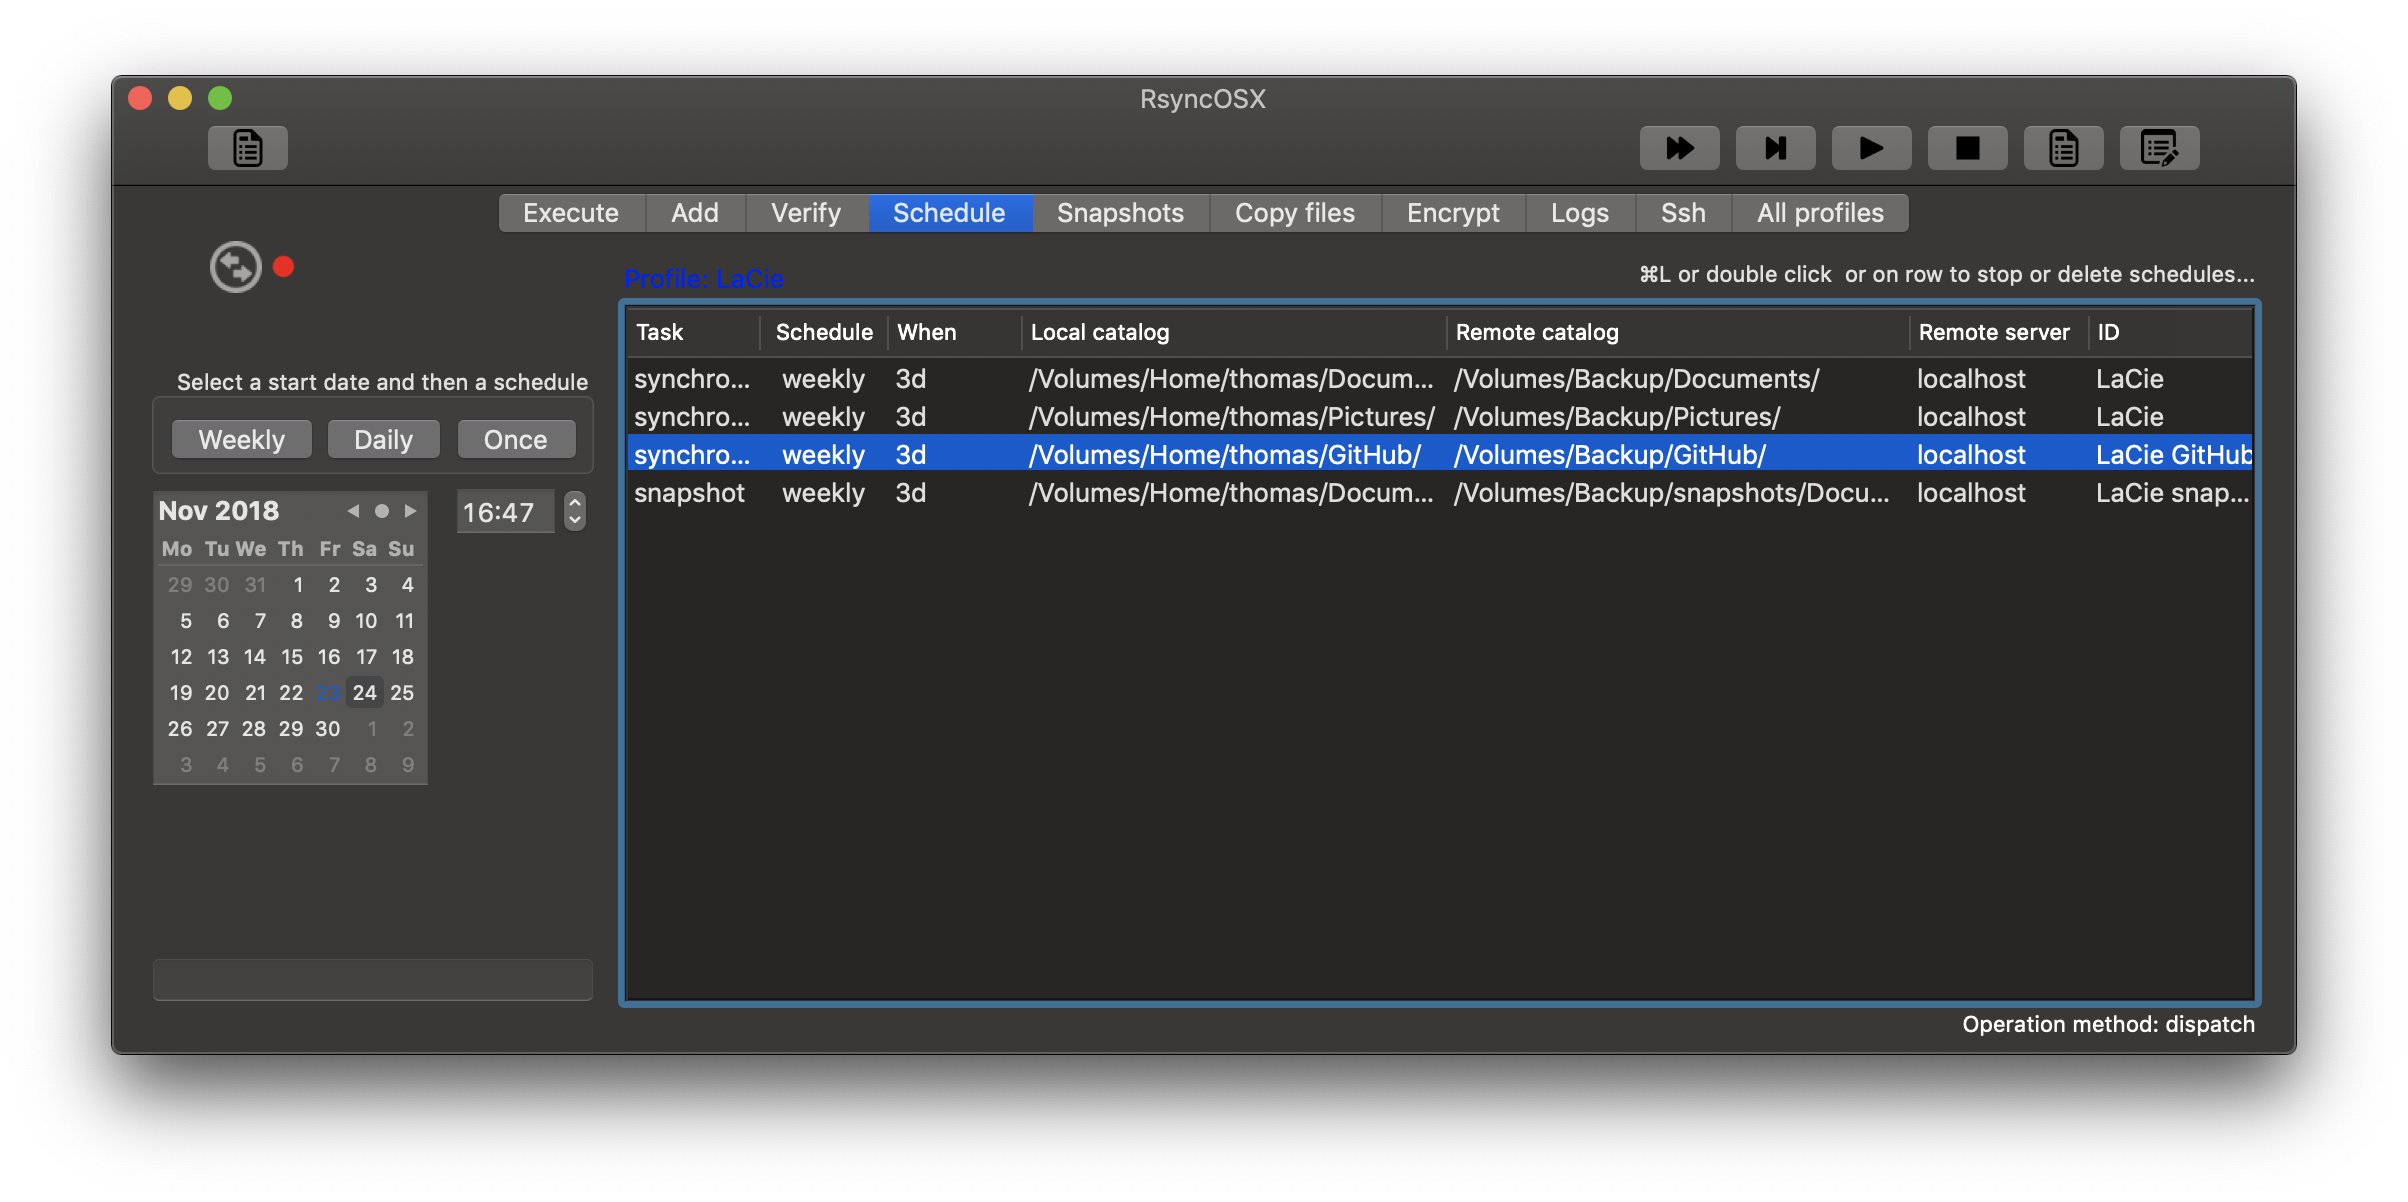 RsyncOSX
Execute Add Verify Schedule Snapshots Copy files Encrypt Logs Ssh All profiles
Profile: LaCie
⌘L or double click or on row to stop or delete schedules...
Select a start date and then a schedule
Weekly Daily Once
Nov 2018
16:47
Mo Tu We Th Fr Sa Su
29 30 31 1 2 3 4
5 6 7 8 9 10 11
12 13 14 15 16 17 18
19 20 21 22 23 24 25
26 27 28 29 30 1 2
3 4 5 6 7 8 9
Task Schedule When Local catalog Remote catalog Remote server ID
synchro... weekly 3d /Volumes/Home/thomas/Docum... /Volumes/Backup/Documents/ localhost LaCie
synchro... weekly 3d /Volumes/Home/thomas/Pictures/ /Volumes/Backup/Pictures/ localhost LaCie
synchro... weekly 3d /Volumes/Home/thomas/GitHub/ /Volumes/Backup/GitHub/ localhost LaCie GitHub
snapshot weekly 3d /Volumes/Home/thomas/Docum... /Volumes/Backup/snapshots/Docu... localhost LaCie snap...
Operation method: dispatch